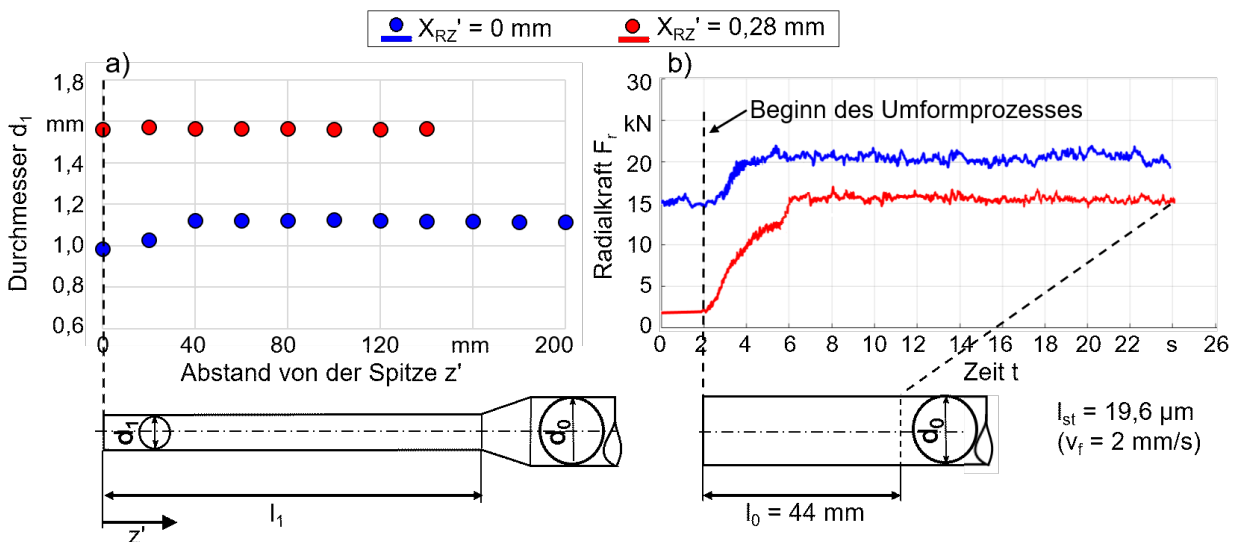 X_RZ' = 0 mm X_RZ' = 0,28 mm
a)
Durchmesser d₁
1,8
mm
1,4
1,2
1,0
0,8
0,6
0 40 80 120 mm 200
Abstand von der Spitze z'
b)
Radialkraft F_r
30
kN
20
15
10
5
0
Beginn des Umformprozesses
0 2 4 6 8 10 12 14 16 18 20 22 s 26
Zeit t
d₁
d₀
l₁
z'
d₀
l₀ = 44 mm
l_st = 19,6 µm
(v_f = 2 mm/s)